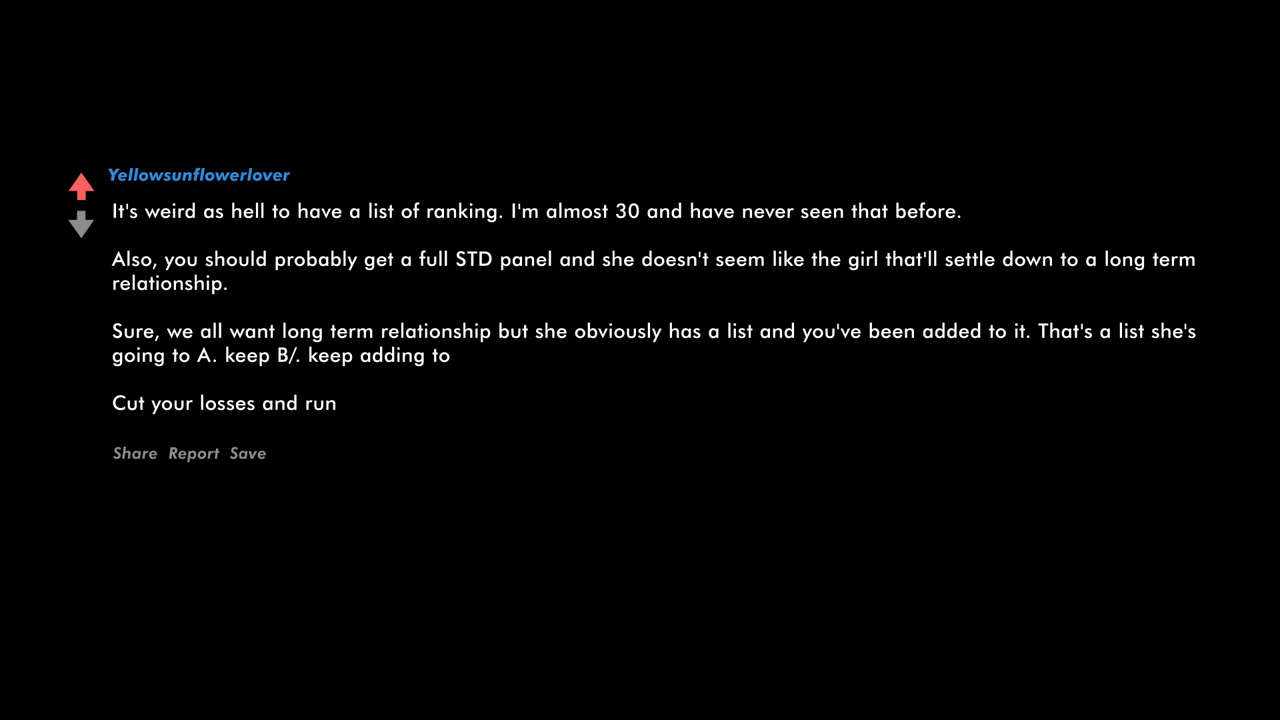 Yellowsunflowerlover
It's weird as hell to have a list of ranking. I'm almost 30 and have never seen that before.
Also, you should probably get a full STD panel and she doesn't seem like the girl that'll settle down to a long term
relationship.
Sure, we all want long term relationship but she obviously has a list and you've been added to it. That's a list she's
going to A. keep B/. keep adding to
Cut your losses and run
Share Report Save